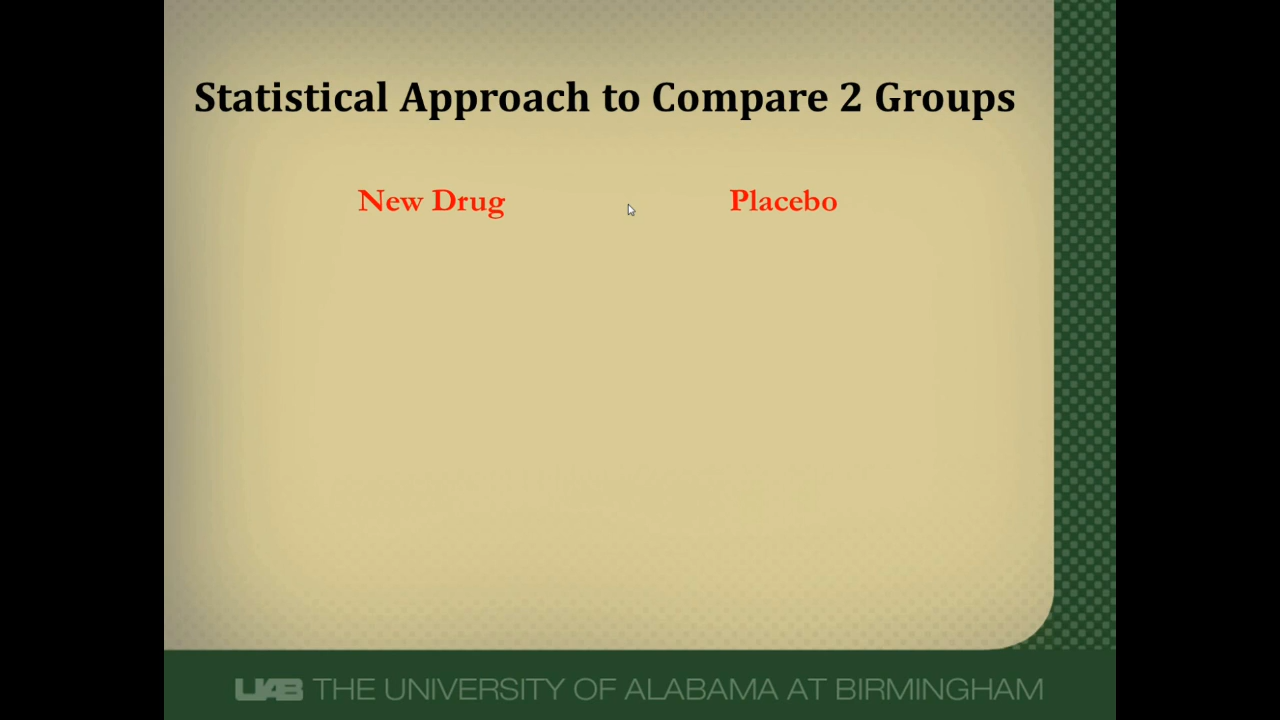 Statistical Approach to Compare 2 Groups
New Drug Placebo
UAB THE UNIVERSITY OF ALABAMA AT BIRMINGHAM